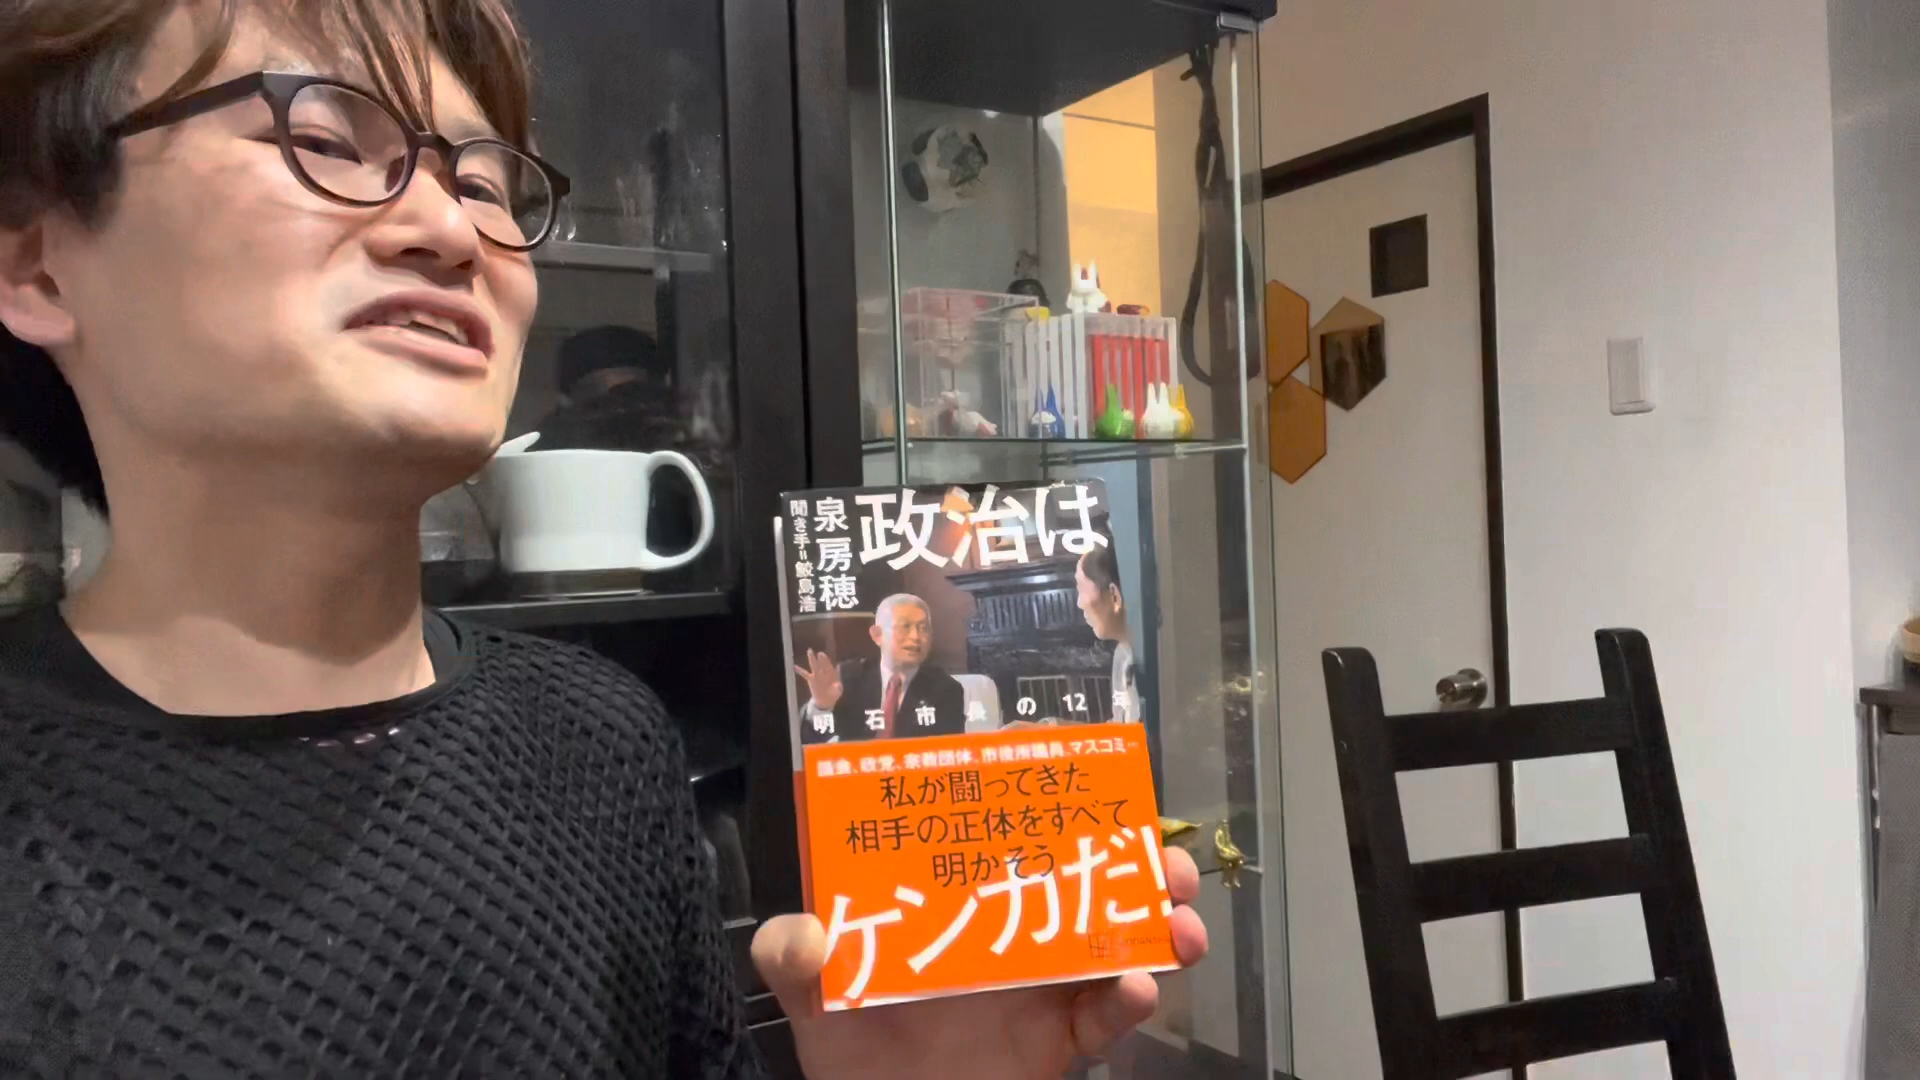 政治は
泉 房穂
聞き手=鮫島浩
明石市長の12年
議会、政党、宗教団体、市役所職員、マスコミ…
私が闘ってきた
相手の正体をすべて
明かそう
ケンカだ!